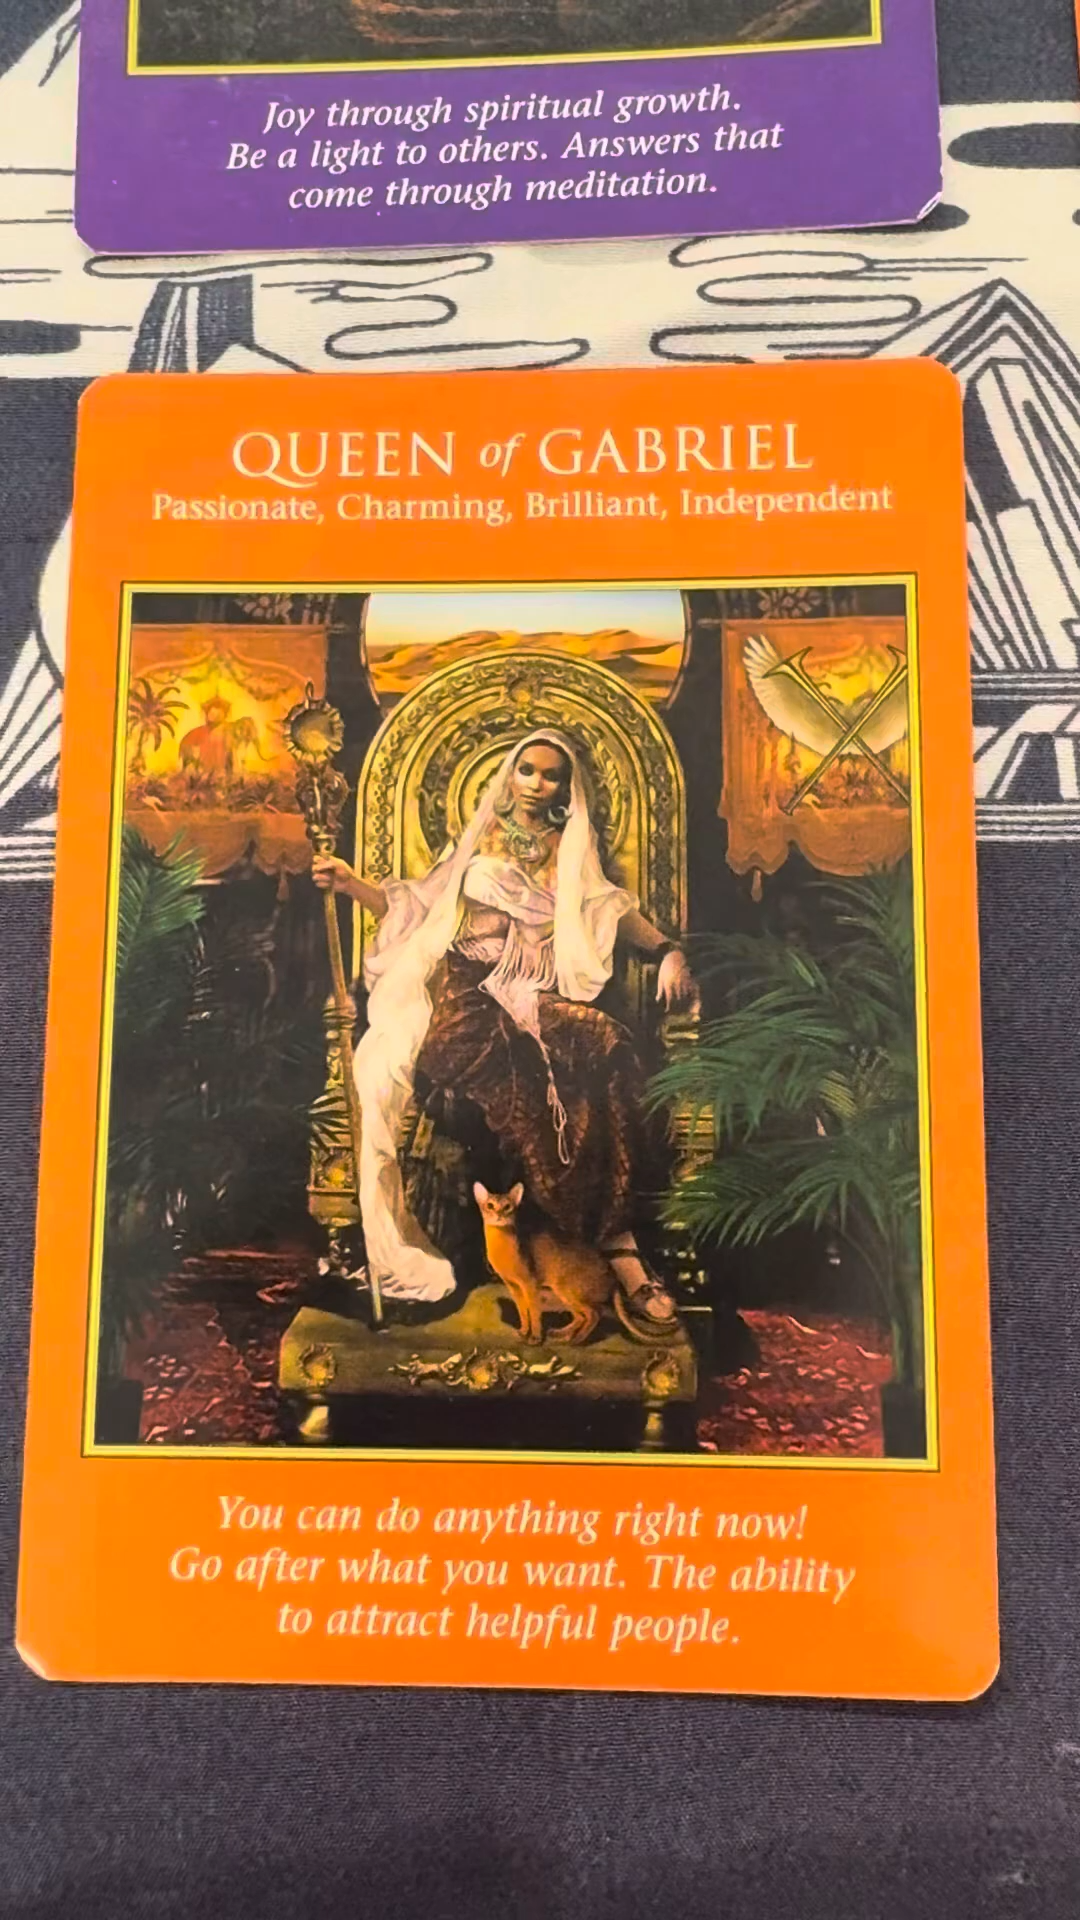 Joy through spiritual growth.
Be a light to others. Answers that
come through meditation.
QUEEN of GABRIEL
Passionate, Charming, Brilliant, Independent
You can do anything right now!
Go after what you want. The ability
to attract helpful people.